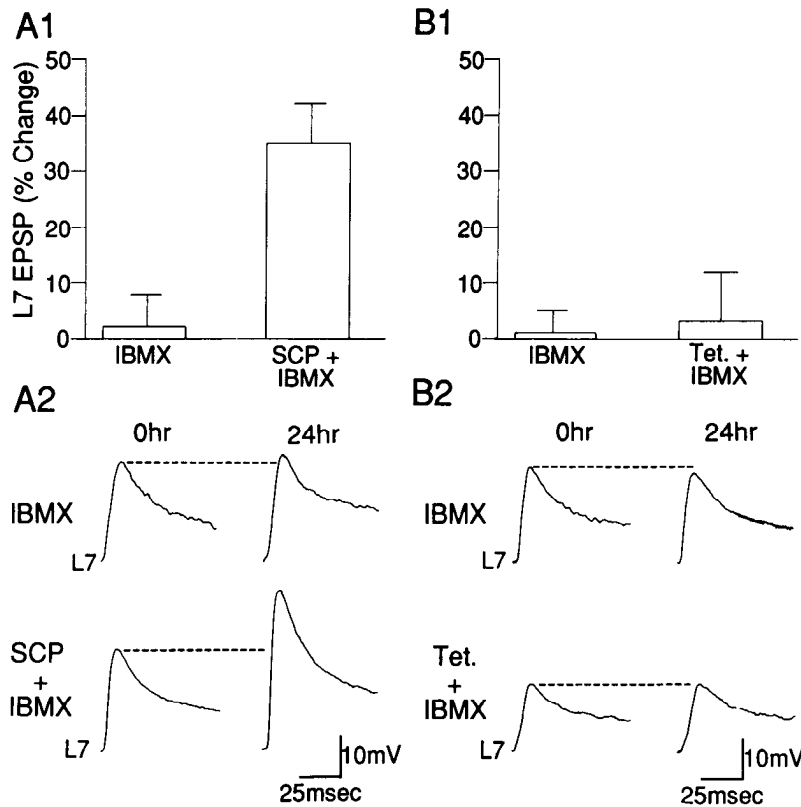 A1
L7 EPSP (% Change)
50
40
30
20
10
0
IBMX
SCP +
IBMX
B1
50
40
30
20
10
0
IBMX
Tet. +
IBMX
A2
0hr
24hr
IBMX
L7
SCP
+
IBMX
L7
10mV
25msec
B2
0hr
24hr
IBMX
L7
Tet.
+
IBMX
L7
10mV
25msec